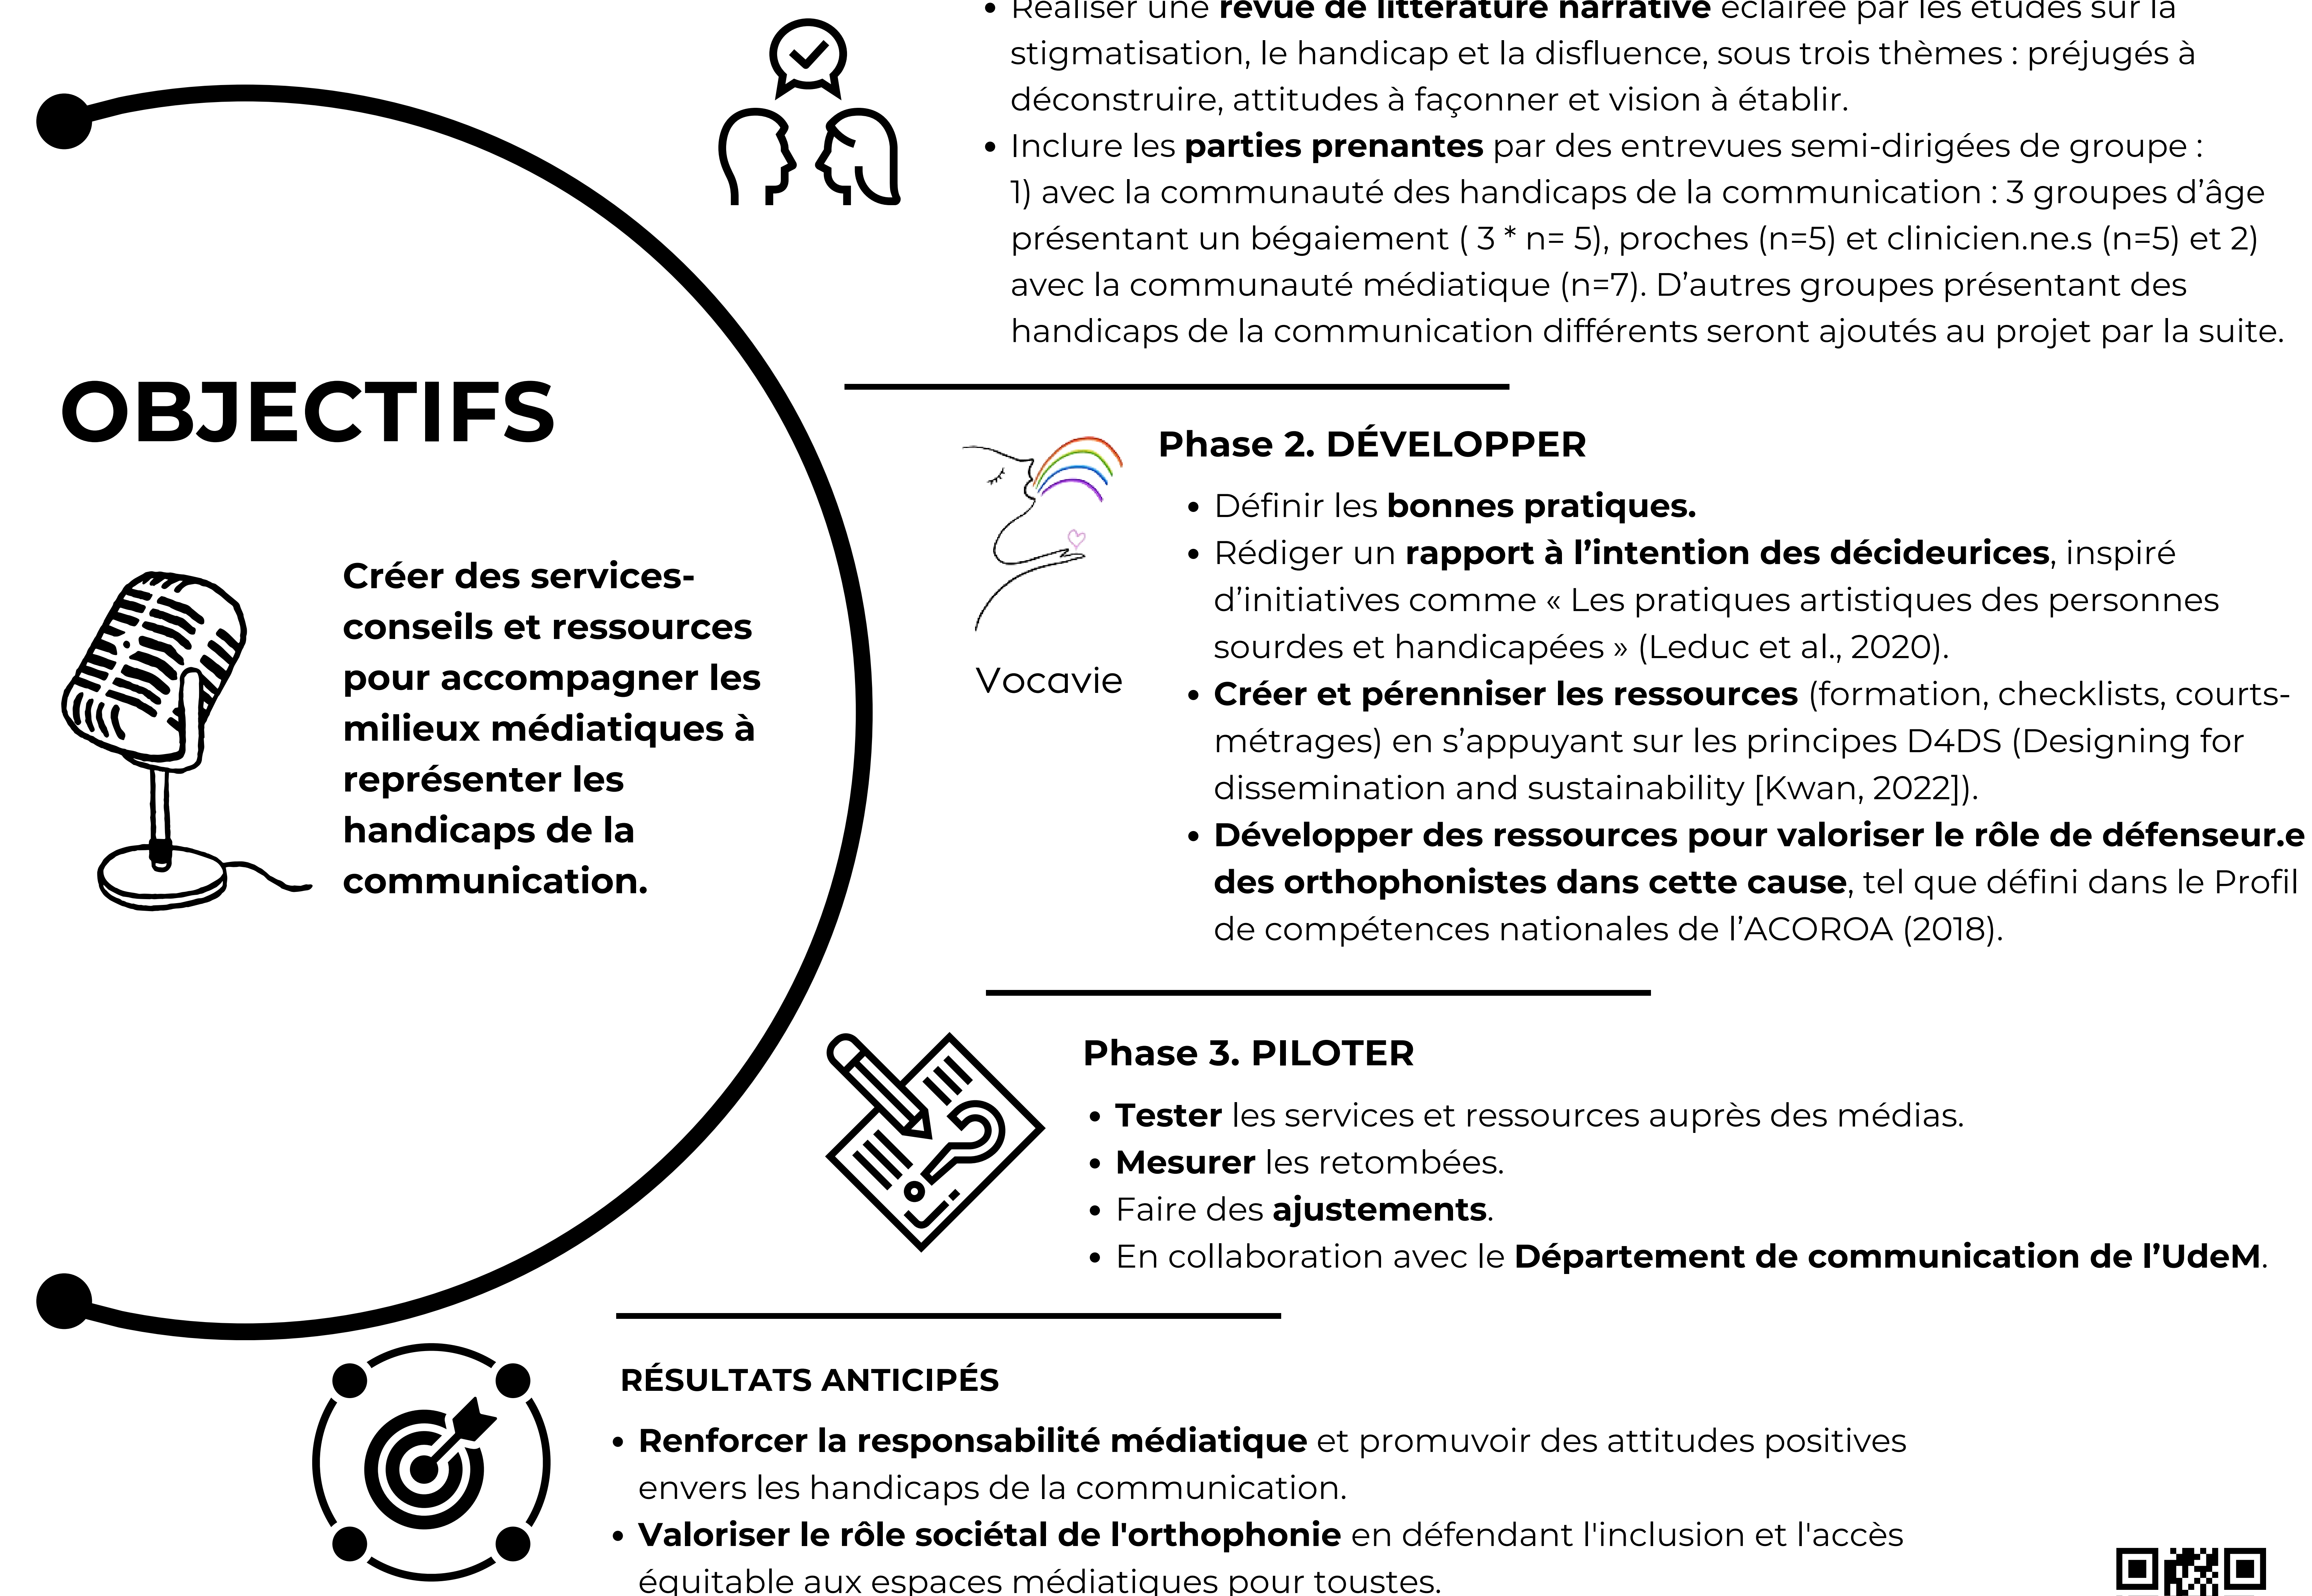 Réaliser une revue de littérature narrative éclairée par les études sur la
stigmatisation, le handicap et la disfluence, sous trois thèmes : préjugés à
déconstruire, attitudes à façonner et vision à établir.
Inclure les parties prenantes par des entrevues semi-dirigées de groupe :
1) avec la communauté des handicaps de la communication : 3 groupes d’âge
présentant un bégaiement ( 3 * n= 5), proches (n=5) et clinicien.ne.s (n=5) et 2)
avec la communauté médiatique (n=7). D’autres groupes présentant des
handicaps de la communication différents seront ajoutés au projet par la suite.
OBJECTIFS
Créer des services-
conseils et ressources
pour accompagner les
milieux médiatiques à
représenter les
handicaps de la
communication.
Vocavie
Phase 2. DÉVELOPPER
Définir les bonnes pratiques.
Rédiger un rapport à l’intention des décideurices, inspiré
d’initiatives comme « Les pratiques artistiques des personnes
sourdes et handicapées » (Leduc et al., 2020).
Créer et pérenniser les ressources (formation, checklists, courts-
métrages) en s’appuyant sur les principes D4DS (Designing for
dissemination and sustainability [Kwan, 2022]).
Développer des ressources pour valoriser le rôle de défenseur.e
des orthophonistes dans cette cause, tel que défini dans le Profil
de compétences nationales de l’ACOROA (2018).
Phase 3. PILOTER
Tester les services et ressources auprès des médias.
Mesurer les retombées.
Faire des ajustements.
En collaboration avec le Département de communication de l’UdeM.
RÉSULTATS ANTICIPÉS
Renforcer la responsabilité médiatique et promuvoir des attitudes positives
envers les handicaps de la communication.
Valoriser le rôle sociétal de l'orthophonie en défendant l'inclusion et l'accès
équitable aux espaces médiatiques pour toustes.